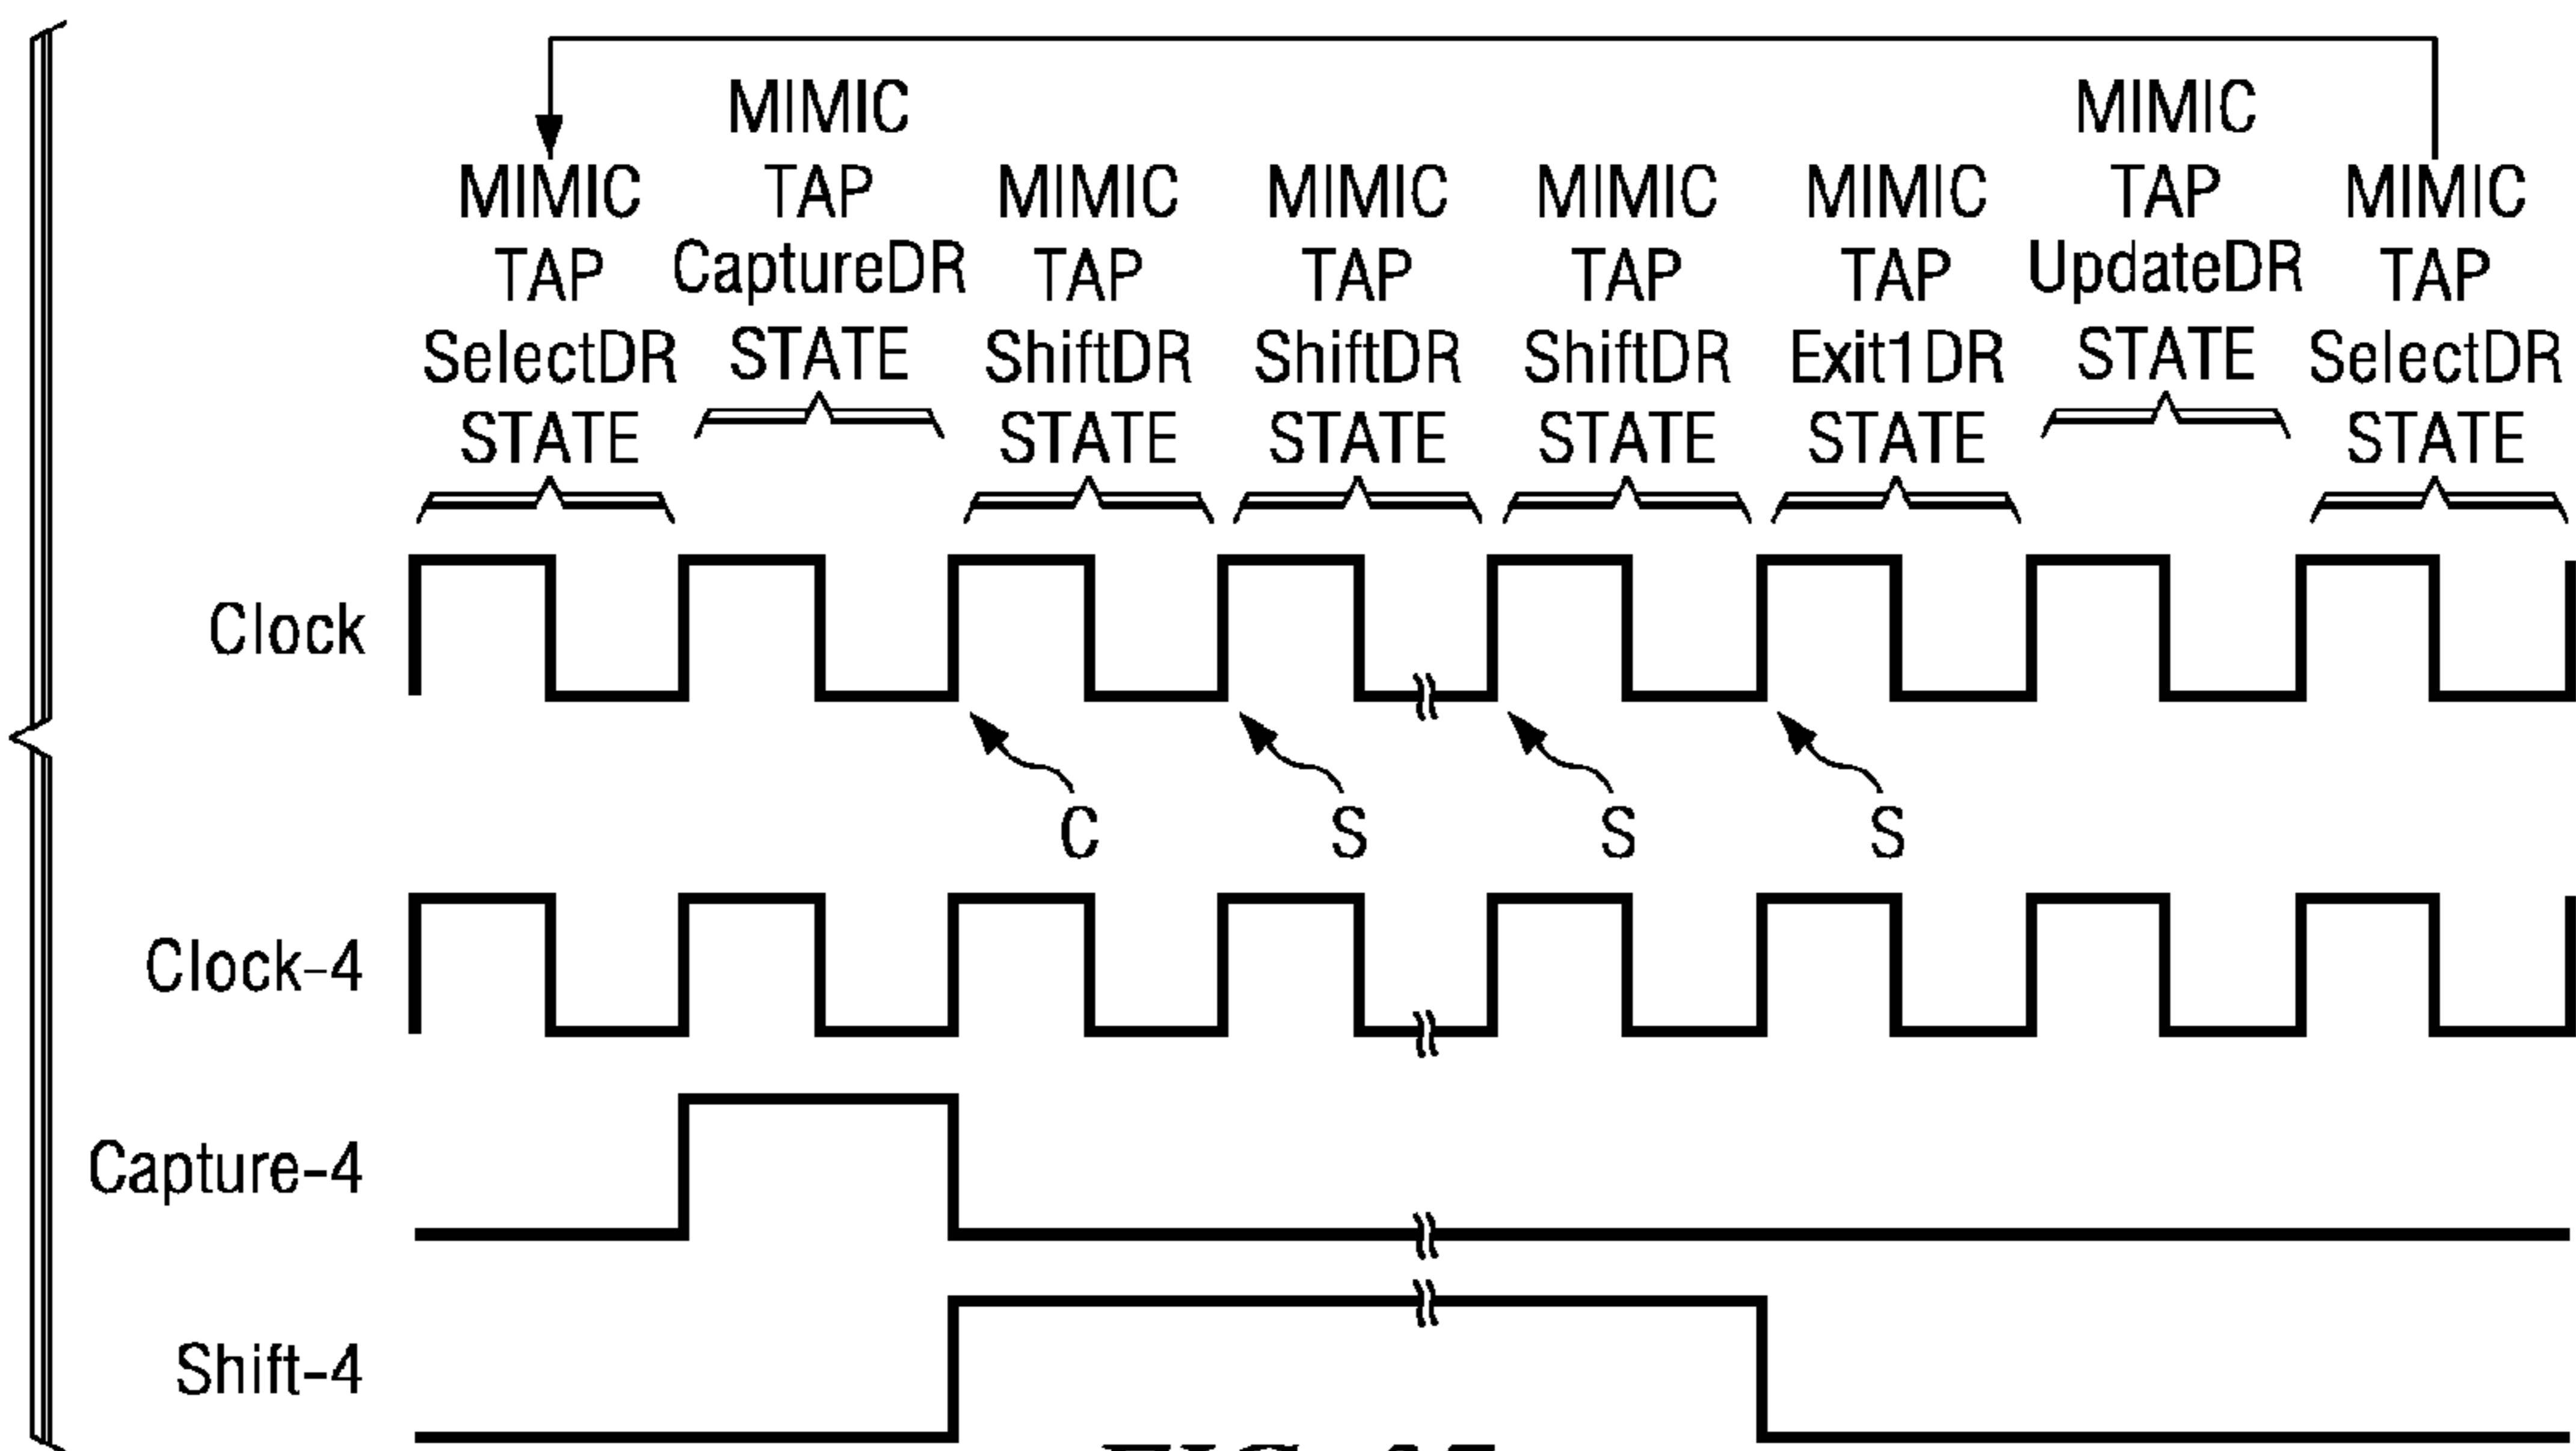 MIMIC
TAP
SelectDR
STATE
MIMIC
TAP
CaptureDR
STATE
MIMIC
TAP
ShiftDR
STATE
MIMIC
TAP
ShiftDR
STATE
MIMIC
TAP
ShiftDR
STATE
MIMIC
TAP
Exit1DR
STATE
MIMIC
TAP
UpdateDR
STATE
MIMIC
TAP
SelectDR
STATE
Clock
C
S
S
S
Clock-4
Capture-4
Shift-4